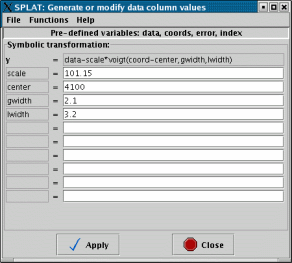 SPLAT: Generate or modify data column values
File Functions Help
Pre-defined variables: data, coords, error, index
Symbolic transformation:
y = data-scale*voigt(coord-center,gwidth,lwidth)
scale = 101.15
center = 4100
gwidth = 2.1
lwidth = 3.2
=
=
=
=
=
=
Apply Close